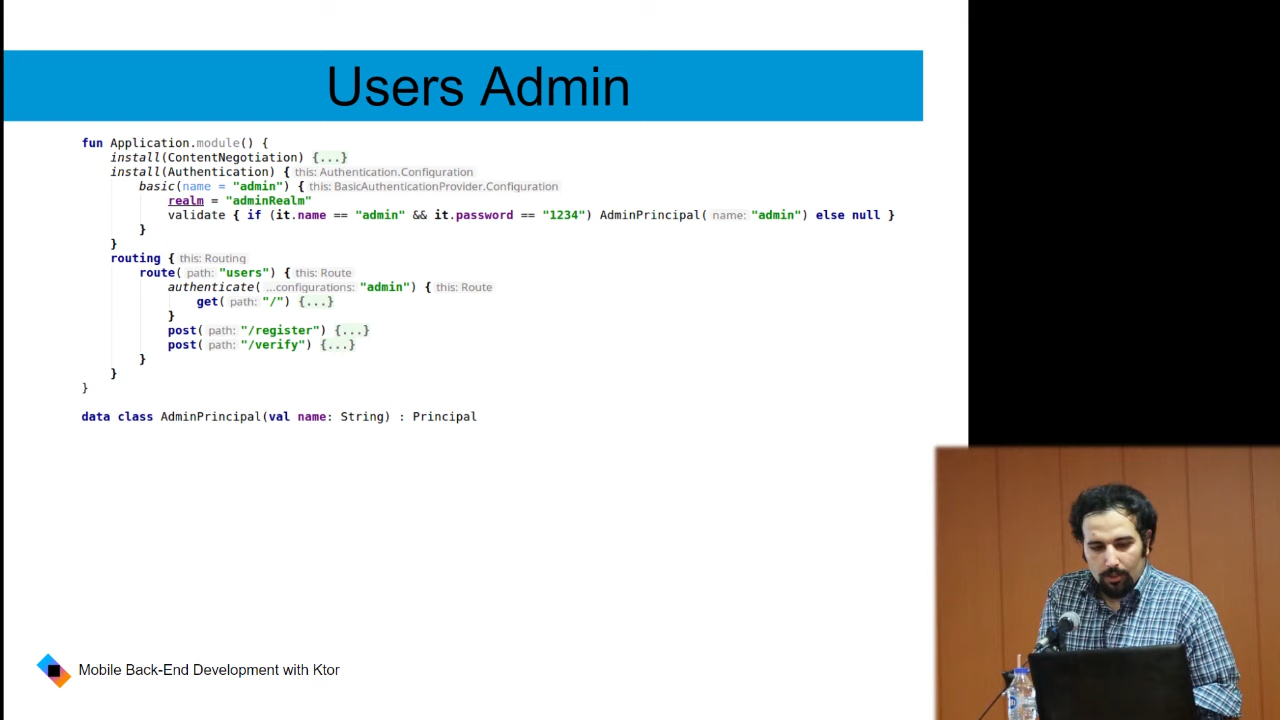 Users Admin
fun Application.module() {
install(ContentNegotiation) {...}
install(Authentication) { this: Authentication.Configuration
basic(name = "admin") { this: BasicAuthenticationProvider.Configuration
realm = "adminRealm"
validate { if (it.name == "admin" && it.password == "1234") AdminPrincipal( name: "admin") else null }
}
}
routing { this: Routing
route( path: "users") { this: Route
authenticate( ...configurations: "admin") { this: Route
get( path: "/") {...}
}
post( path: "/register") {...}
post( path: "/verify") {...}
}
}
}
data class AdminPrincipal(val name: String) : Principal
Mobile Back-End Development with Ktor